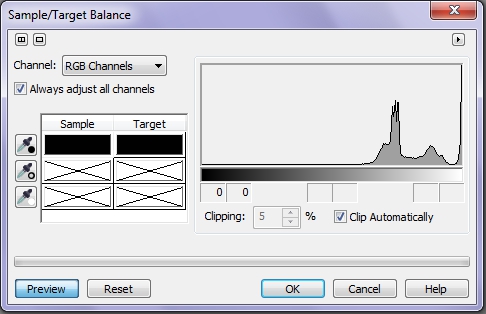 Sample/Target Balance
Channel: RGB Channels
Always adjust all channels
Sample Target
0 0
Clipping: 5 % Clip Automatically
Preview Reset OK Cancel Help